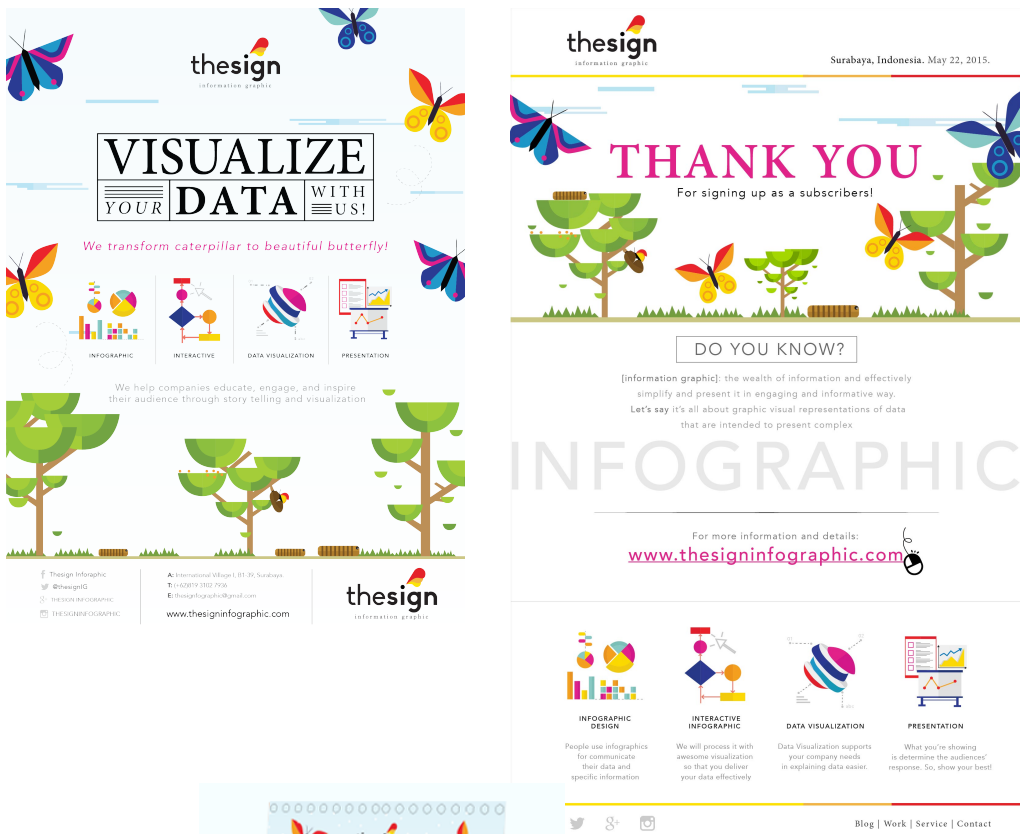 thesign
information graphic
VISUALIZE
YOUR DATA WITH US!
We transform caterpillar to beautiful butterfly!
INFOGRAPHIC
INTERACTIVE
DATA VISUALIZATION
PRESENTATION
We help companies educate, engage, and inspire
their audience through story telling and visualization
Thesign Inforaphic
@thesignIG
THESIGN INFOGRAPHIC
THESIGNINFOGRAPHIC
A: International Village I, B1-39, Surabaya.
T: (+62)819 3102 7936
E: thesignfographic@gmail.com
www.thesigninfographic.com
thesign
information graphic
thesign
information graphic
Surabaya, Indonesia. May 22, 2015.
THANK YOU
For signing up as a subscribers!
DO YOU KNOW?
[information graphic]: the wealth of information and effectively
simplify and present it in engaging and informative way.
Let's say it's all about graphic visual representations of data
that are intended to present complex
INFOGRAPHIC
For more information and details:
www.thesigninfographic.com
INFOGRAPHIC
DESIGN
People use infographics
for communicate
their data and
specific information
INTERACTIVE
INFOGRAPHIC
We will process it with
awesome visualization
so that you deliver
your data effectively
DATA VISUALIZATION
Data Visualization supports
your company needs
in explaining data easier.
PRESENTATION
What you're showing
is determine the audiences'
response. So, show your best!
Blog | Work | Service | Contact